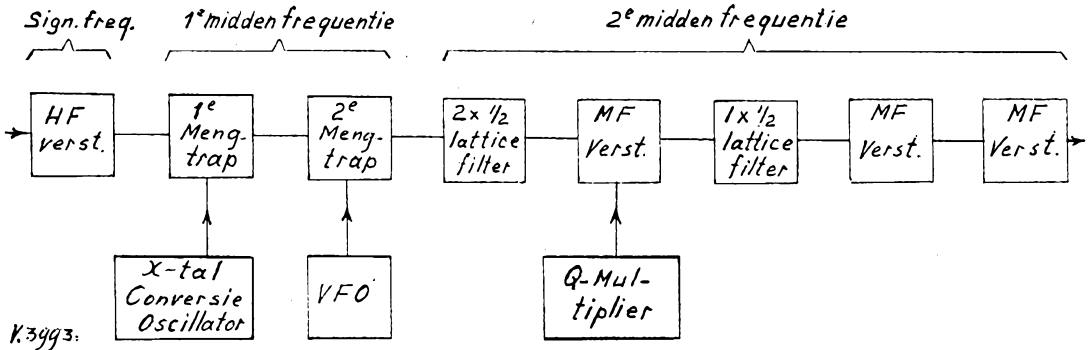 Sign. freq.
1e midden frequentie
2e midden frequentie
HF
verst.
1e
Meng-
trap
2e
Meng-
trap
2 x 1/2
lattice
filter
MF
Verst.
1 x 1/2
lattice
filter
MF
Verst.
MF
Verst.
X-tal
Conversie
Oscillator
VFO
Q-Mul-
tiplier